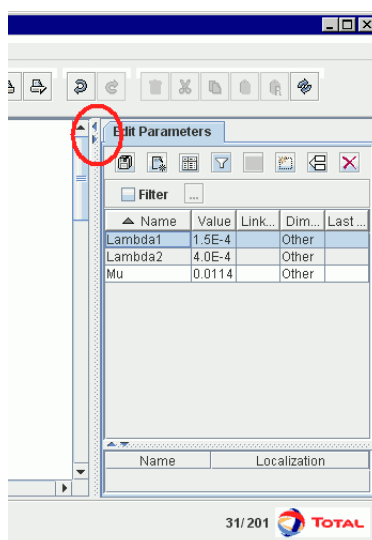 Edit Parameters
Filter ...
Name Value Link... Dim... Last ...
Lambda1 1.5E-4 Other
Lambda2 4.0E-4 Other
Mu 0.0114 Other
Name Localization
31/ 201 TOTAL